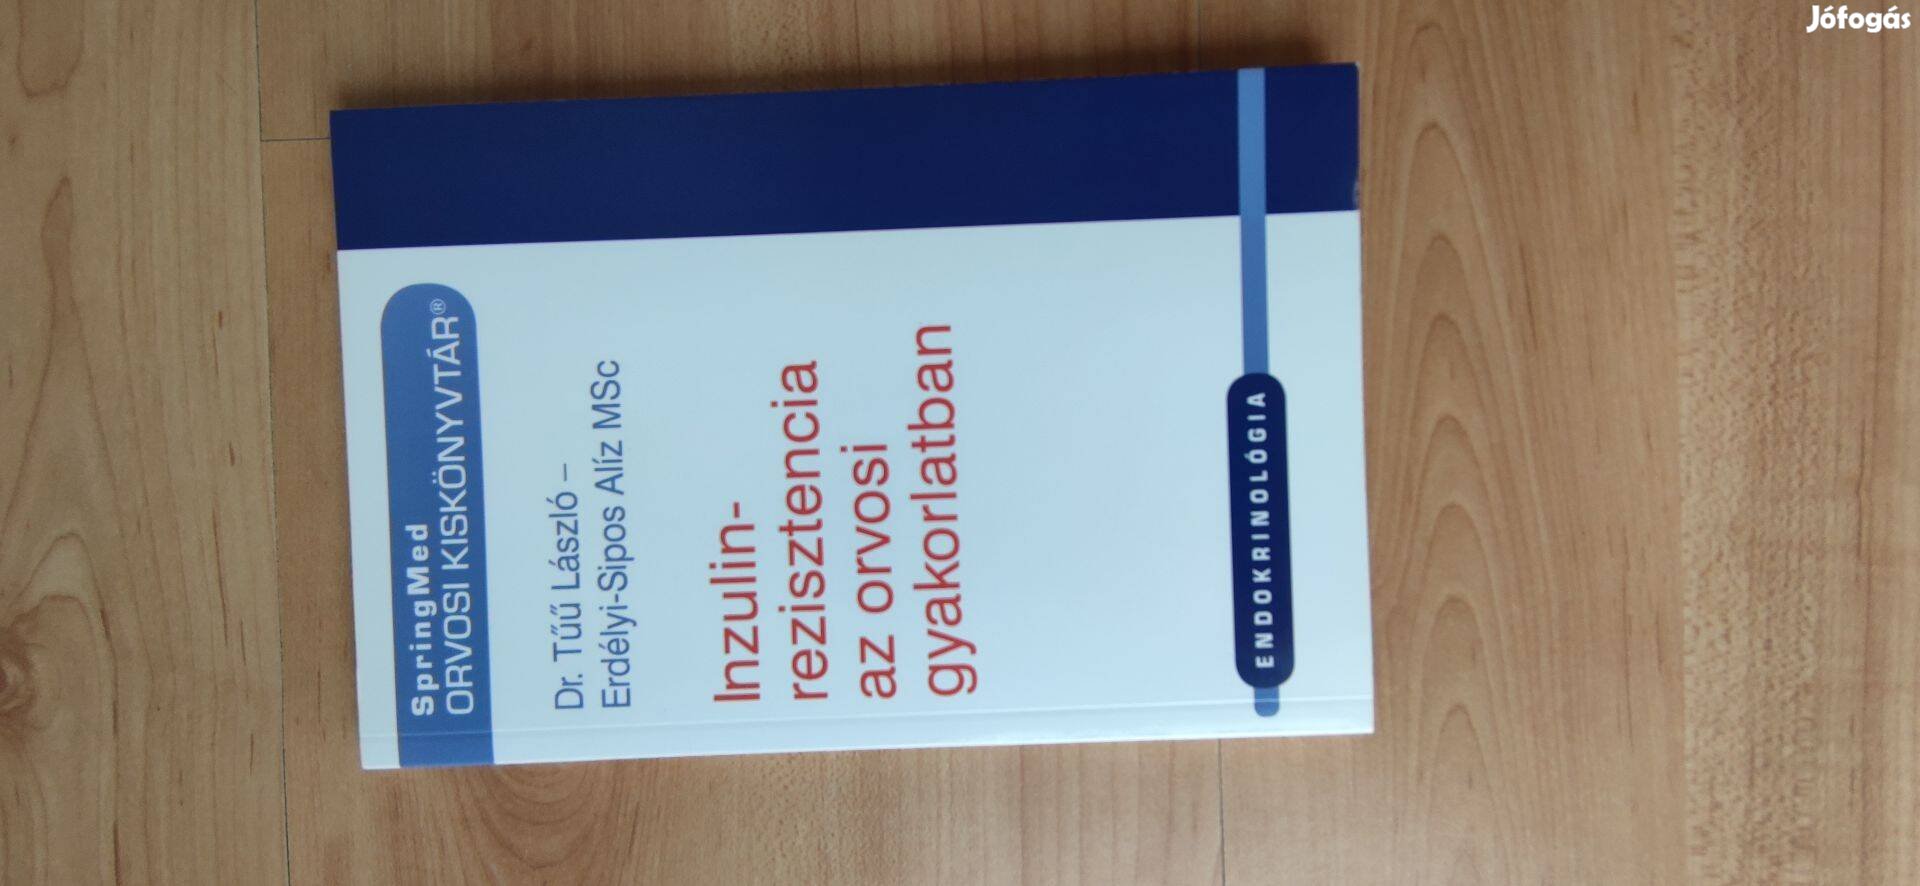 SpringMed
ORVOSI KISKÖNYVTÁR®
Dr. Tűű László –
Erdélyi-Sipos Alíz MSc
Inzulin-
rezisztencia
az orvosi
gyakorlatban
ENDOKRINOLÓGIA
Jófogás